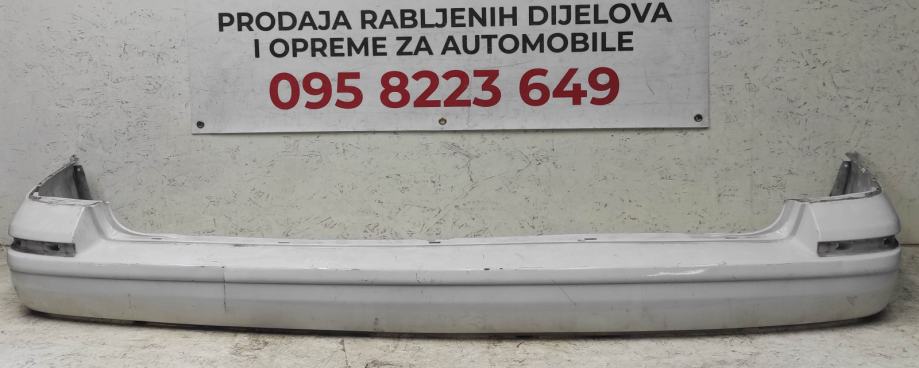 PRODAJA RABLJENIH DIJELOVA
I OPREME ZA AUTOMOBILE
095 8223 649